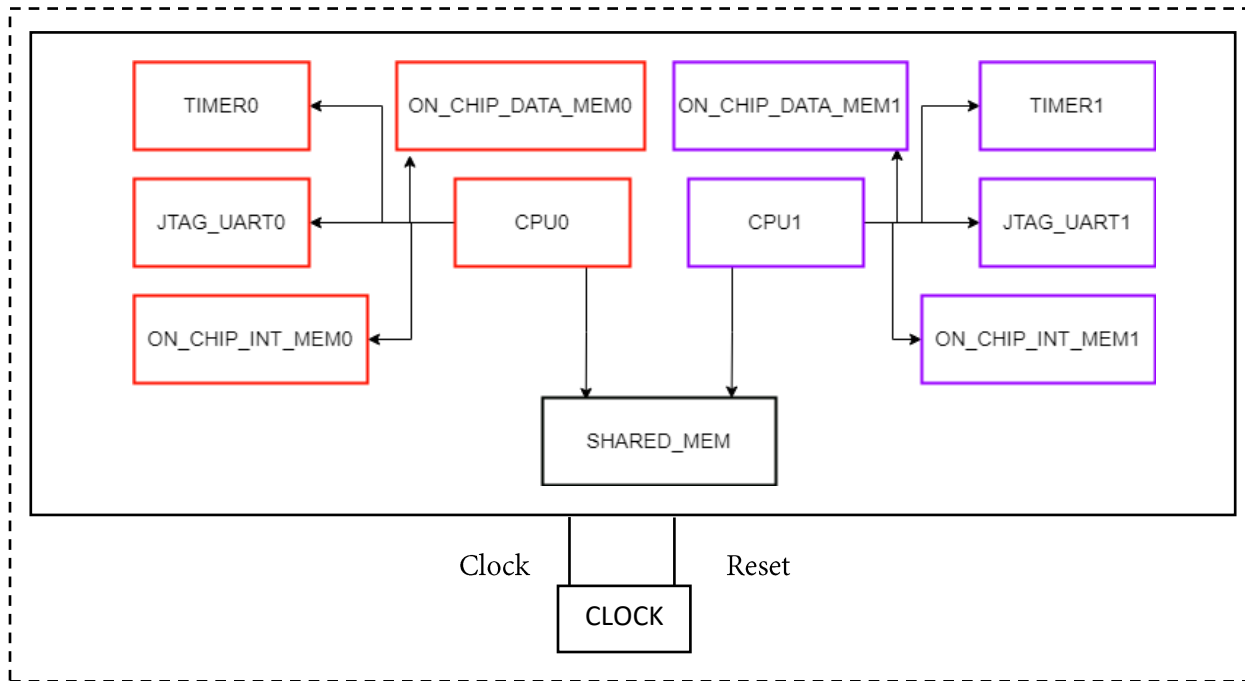 TIMER0
ON_CHIP_DATA_MEM0
ON_CHIP_DATA_MEM1
TIMER1
JTAG_UART0
CPU0
CPU1
JTAG_UART1
ON_CHIP_INT_MEM0
ON_CHIP_INT_MEM1
SHARED_MEM
Clock
Reset
CLOCK